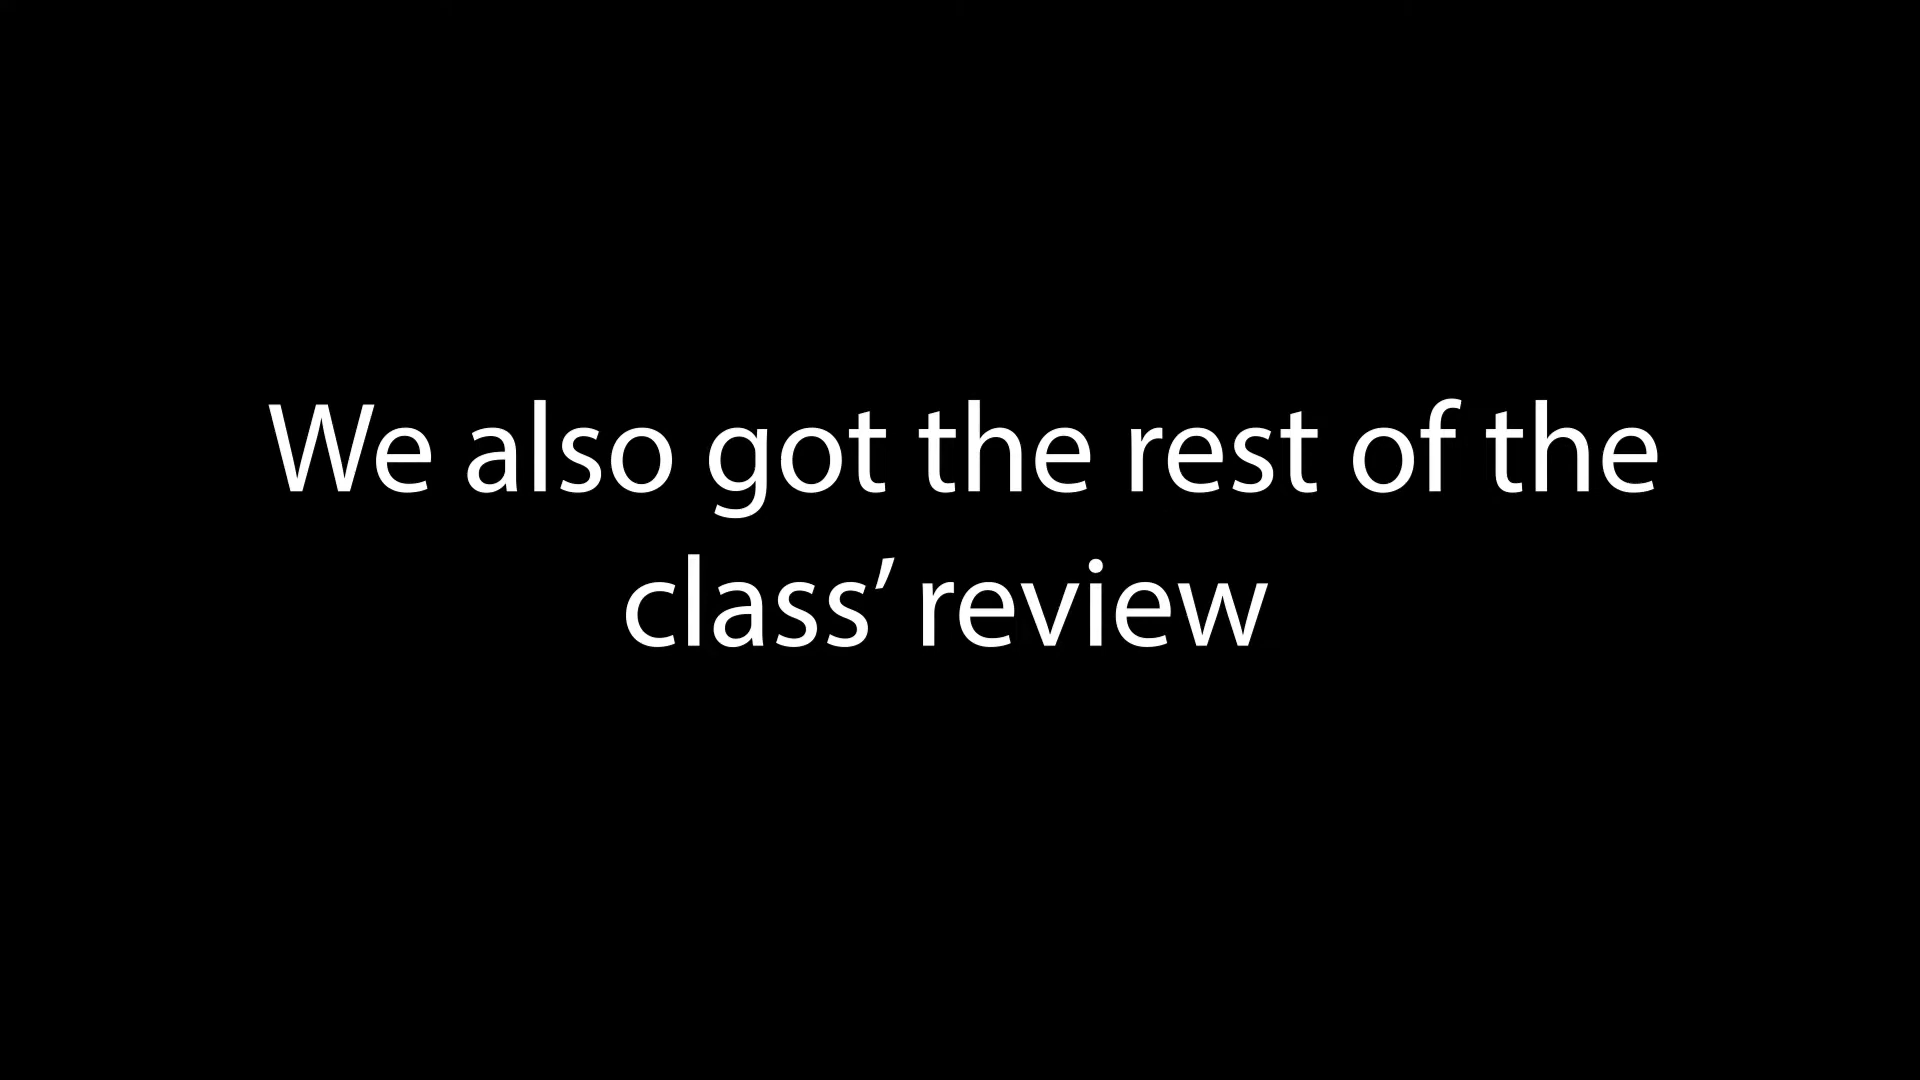 We also got the rest of the
class’ review